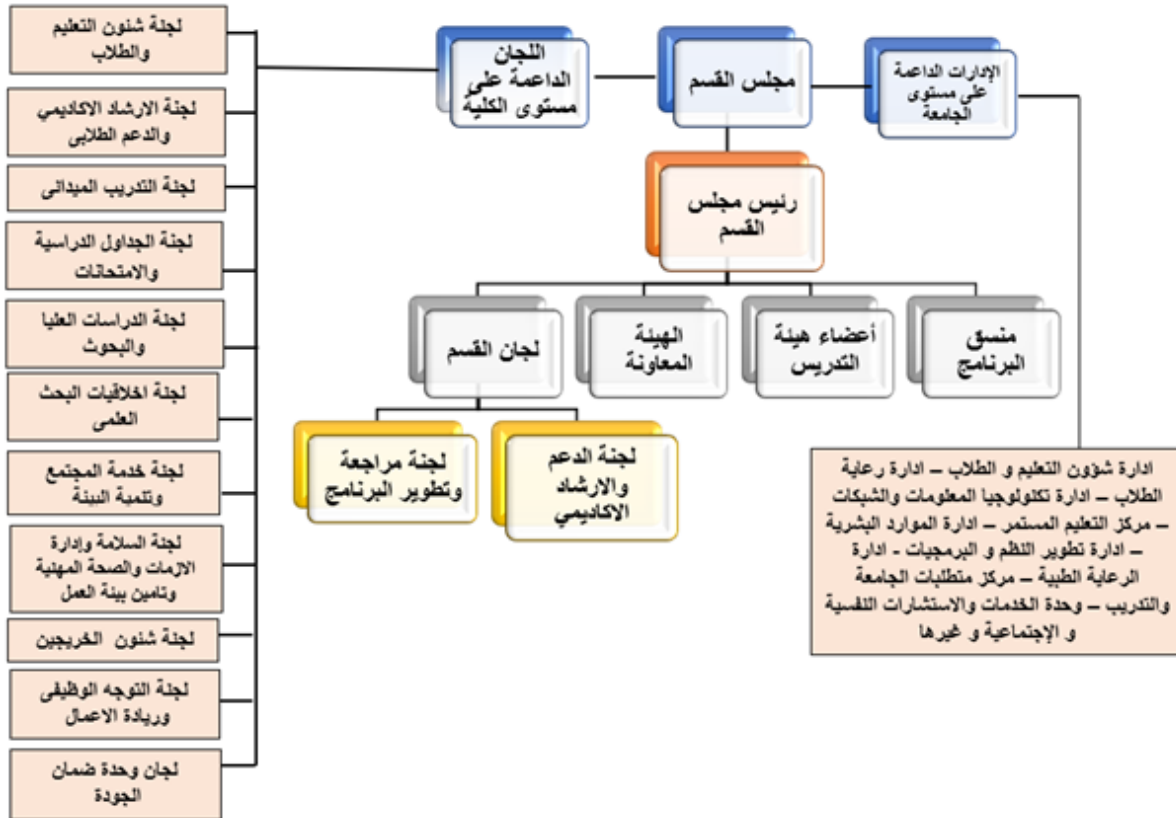 الإدارات الداعمة
على مستوى
الجامعة
مجلس القسم
اللجان
الداعمة على
مستوى الكلية
رئيس مجلس
القسم
منسق
البرنامج
أعضاء هيئة
التدريس
الهيئة
المعاونة
لجان القسم
لجنة الدعم
والارشاد
الاكاديمي
لجنة مراجعة
وتطوير البرنامج
ادارة شؤون التعليم و الطلاب – ادارة رعاية
الطلاب – ادارة تكنولوجيا المعلومات والشبكات
– مركز التعليم المستمر – ادارة الموارد البشرية
– ادارة تطوير النظم و البرمجيات - ادارة
الرعاية الطبية – مركز متطلبات الجامعة
والتدريب – وحدة الخدمات والاستشارات النفسية
و الإجتماعية و غيرها
لجنة شئون التعليم
والطلاب
لجنة الارشاد الاكاديمي
والدعم الطلابى
لجنة التدريب الميدانى
لجنة الجداول الدراسية
والامتحانات
لجنة الدراسات العليا
والبحوث
لجنة اخلاقيات البحث
العلمى
لجنة خدمة المجتمع
وتنمية البيئة
لجنة السلامة وإدارة
الازمات والصحة المهنية
وتامين بيئة العمل
لجنة شئون الخريجين
لجنة التوجه الوظيفى
وريادة الاعمال
لجان وحدة ضمان
الجودة